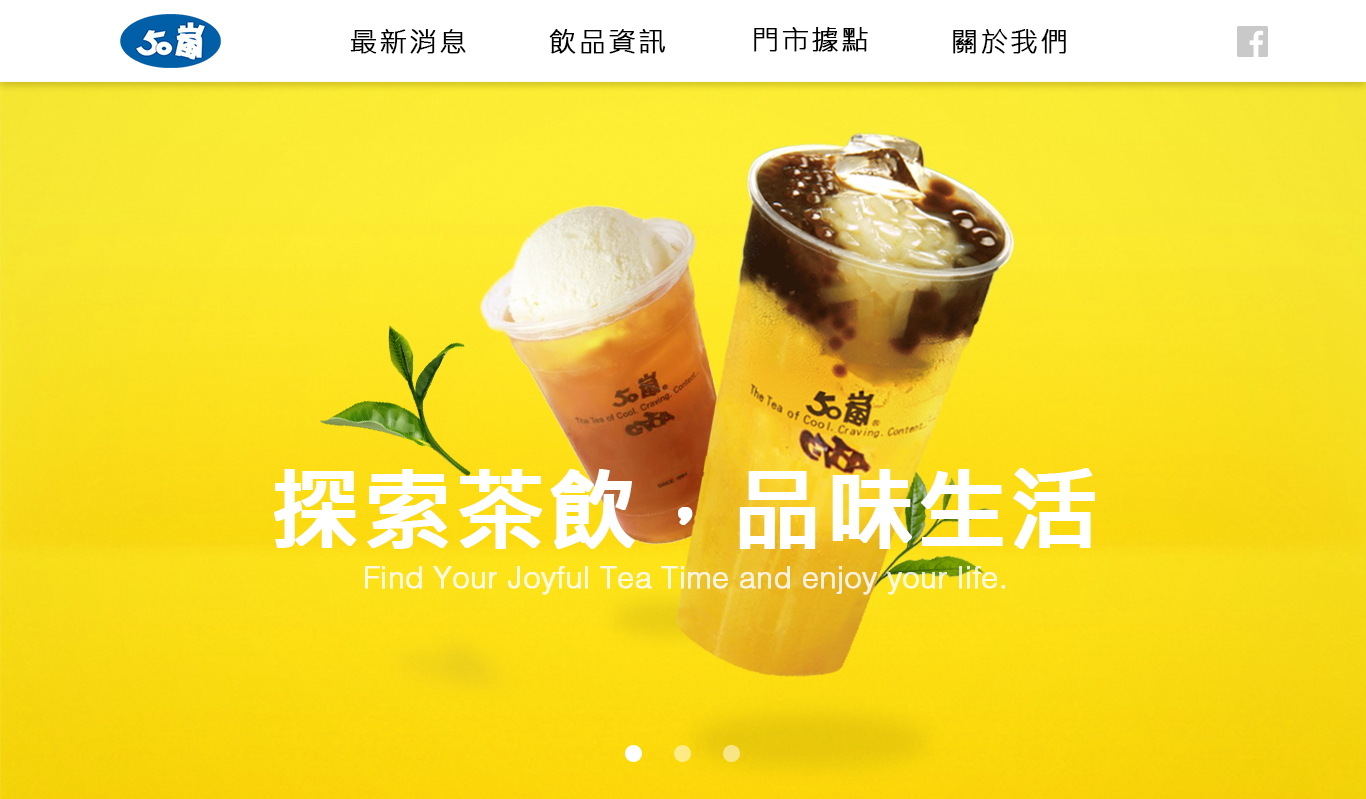 50嵐
最新消息
飲品資訊
門市據點
關於我們
50嵐®
The Tea of Cool. Craving. Content.
50嵐®
The Tea of Cool. Craving. Content.
SINCE 1994
探索茶飲，品味生活
Find Your Joyful Tea Time and enjoy your life.